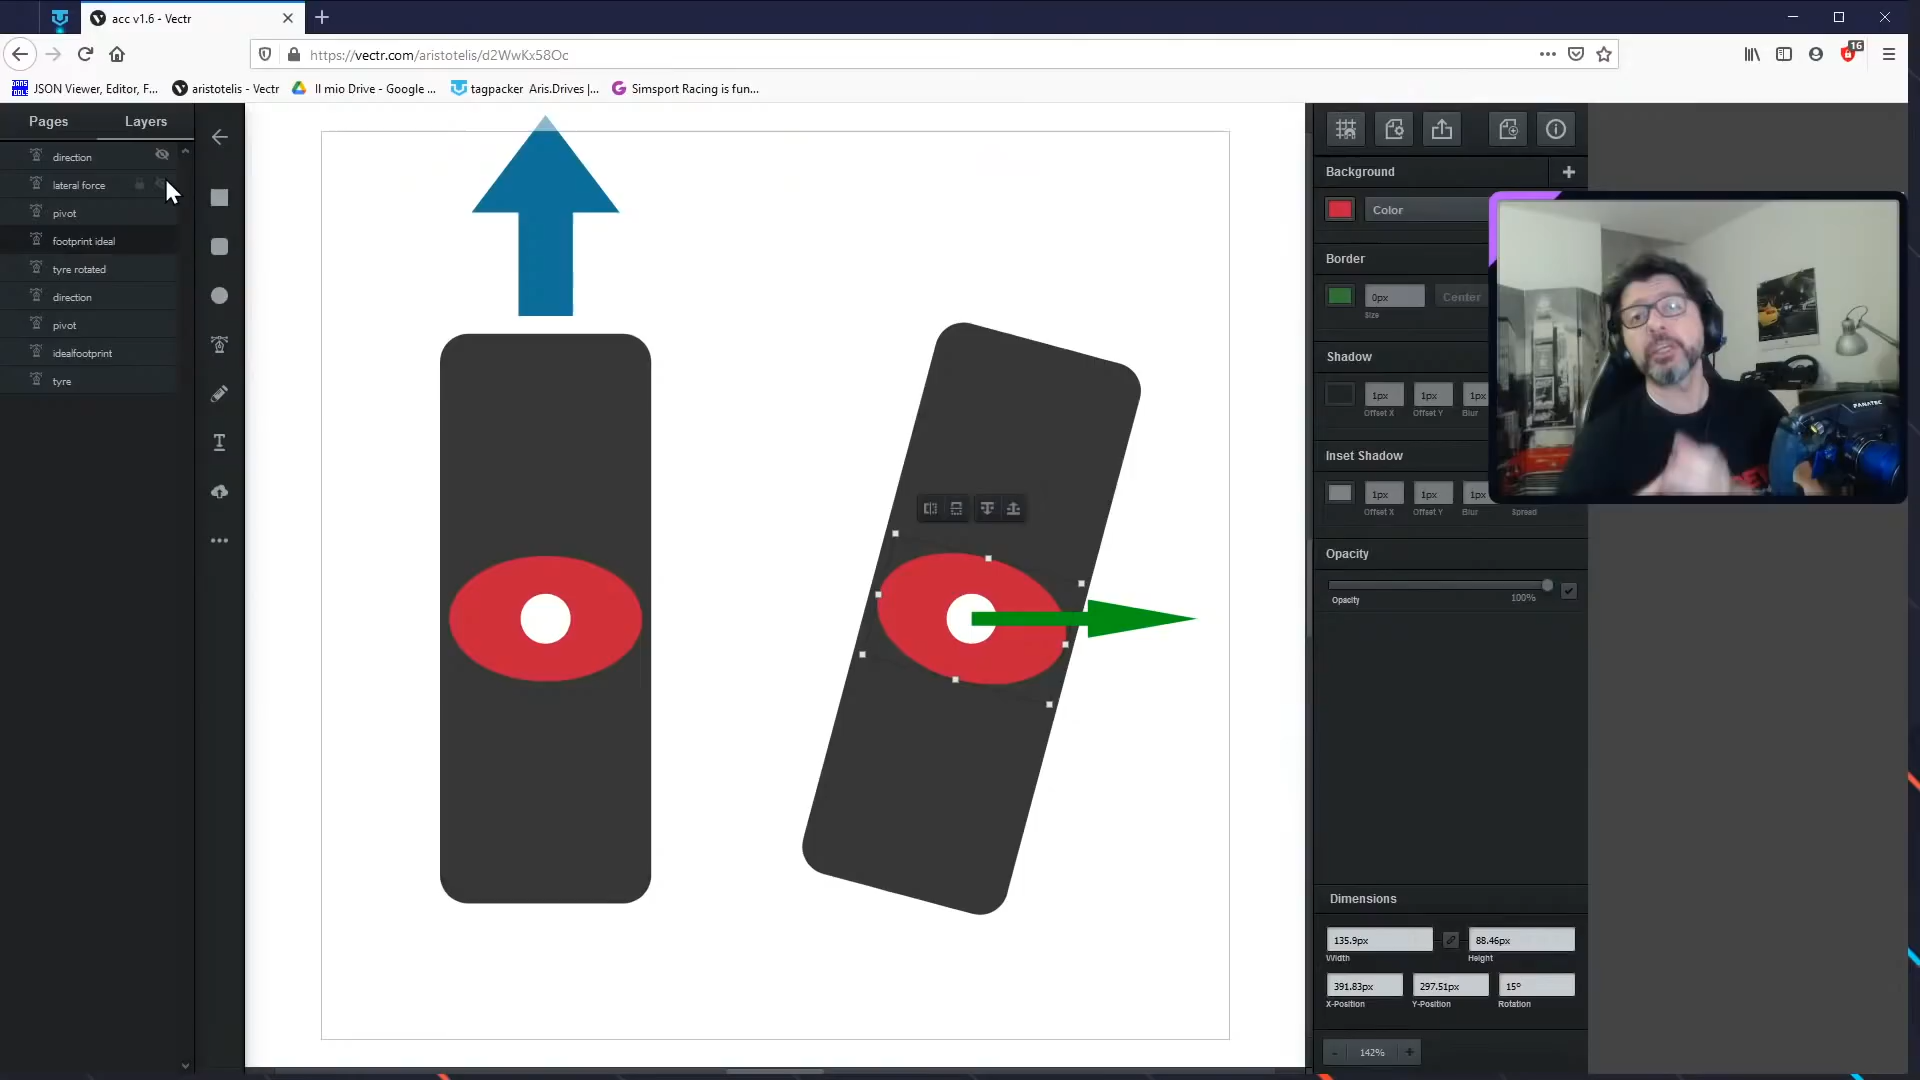 acc v1.6 - Vectr
https://vectr.com/aristotelis/d2WwKx58Oc
16
JSON Viewer, Editor, F...
aristotelis - Vectr
Il mio Drive - Google ...
tagpacker Aris.Drives |...
Simsport Racing is fun...
Pages
Layers
direction
lateral force
pivot
footprint ideal
tyre rotated
direction
pivot
idealfootprint
tyre
Background
Color
Border
0px
Center
Size
Shadow
1px
1px
1px
Offset X
Offset Y
Blur
Inset Shadow
1px
1px
1px
Offset X
Offset Y
Blur
Spread
Opacity
Opacity
100%
Dimensions
135.9px
88.46px
Width
Height
391.83px
297.51px
15º
X-Position
Y-Position
Rotation
- 142% +
FANATEC